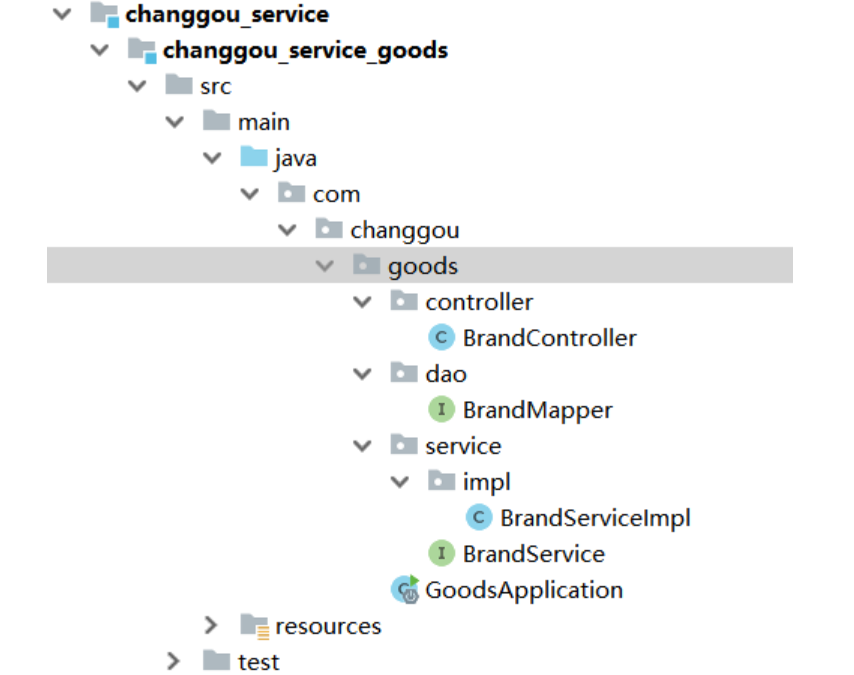 changgou_service
changgou_service_goods
src
main
java
com
changgou
goods
controller
C BrandController
dao
I BrandMapper
service
impl
C BrandServiceImpl
I BrandService
C GoodsApplication
resources
test